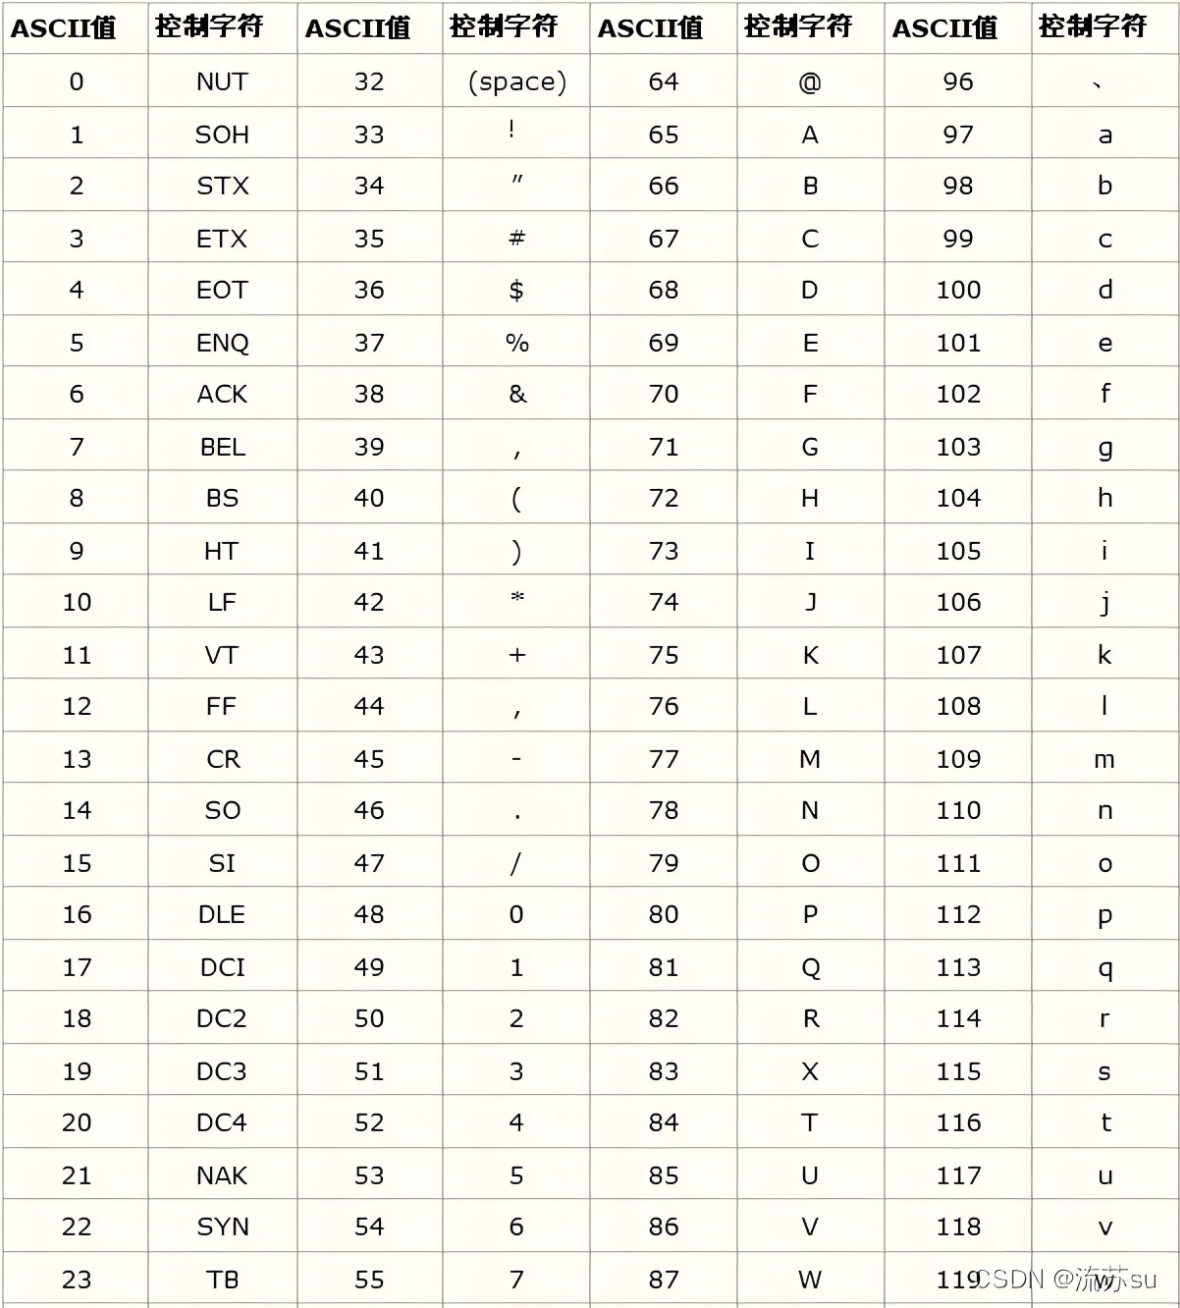 ASCII值 控制字符 ASCII值 控制字符 ASCII值 控制字符 ASCII值 控制字符
0 NUT 32 (space) 64 @ 96 、
1 SOH 33 ! 65 A 97 a
2 STX 34 " 66 B 98 b
3 ETX 35 # 67 C 99 c
4 EOT 36 $ 68 D 100 d
5 ENQ 37 % 69 E 101 e
6 ACK 38 & 70 F 102 f
7 BEL 39 , 71 G 103 g
8 BS 40 ( 72 H 104 h
9 HT 41 ) 73 I 105 i
10 LF 42 * 74 J 106 j
11 VT 43 + 75 K 107 k
12 FF 44 , 76 L 108 l
13 CR 45 - 77 M 109 m
14 SO 46 . 78 N 110 n
15 SI 47 / 79 O 111 o
16 DLE 48 0 80 P 112 p
17 DCI 49 1 81 Q 113 q
18 DC2 50 2 82 R 114 r
19 DC3 51 3 83 X 115 s
20 DC4 52 4 84 T 116 t
21 NAK 53 5 85 U 117 u
22 SYN 54 6 86 V 118 v
23 TB 55 7 87 W 119 w
CSDN @流苏su